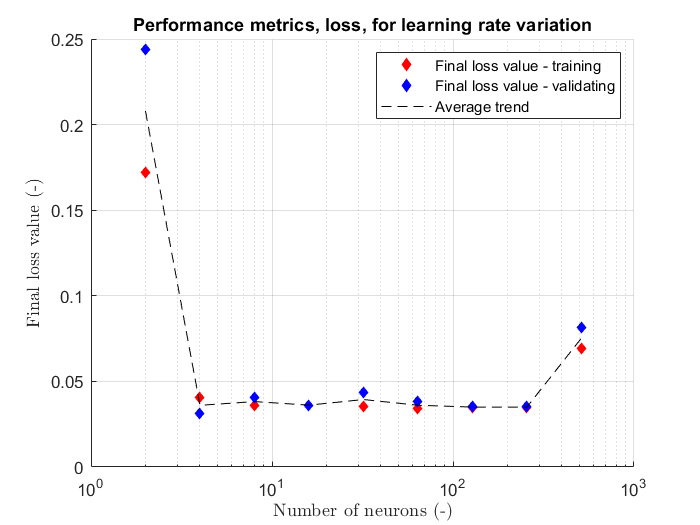 Performance metrics, loss, for learning rate variation
Final loss value - training
Final loss value - validating
Average trend
Final loss value (-)
0.25
0.2
0.15
0.1
0.05
0
10^0
10^1
10^2
10^3
Number of neurons (-)